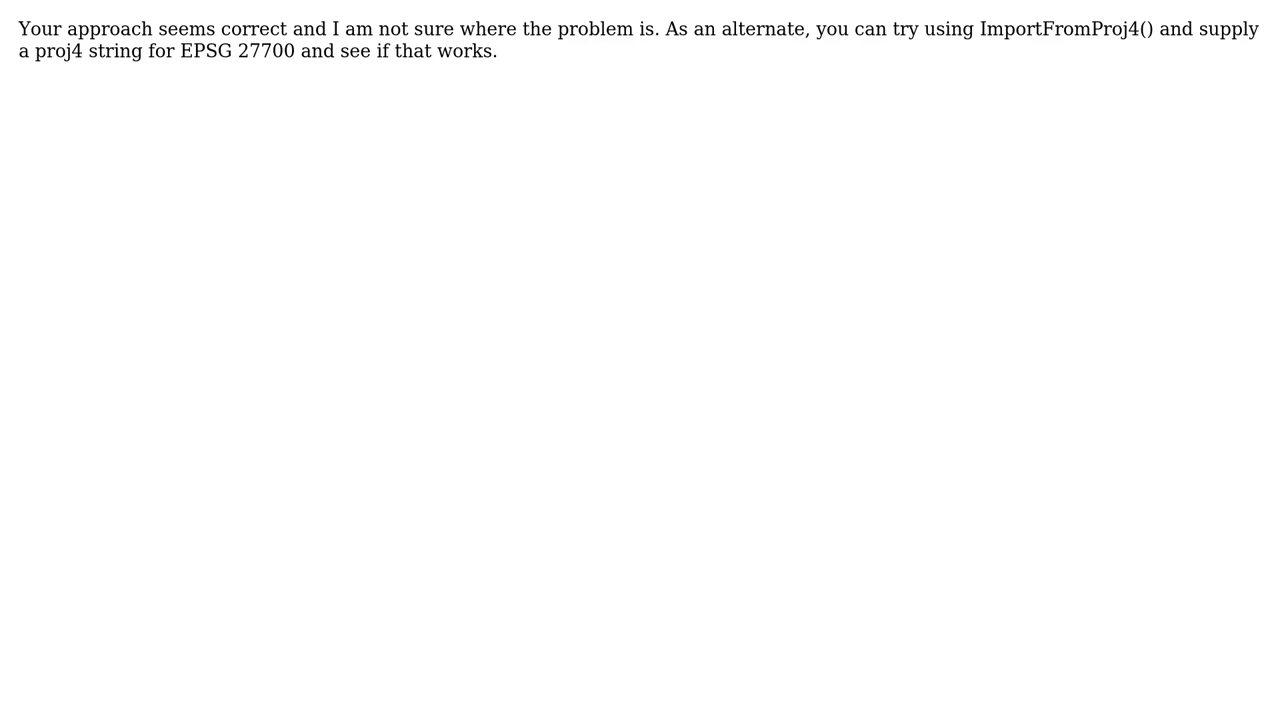 Your approach seems correct and I am not sure where the problem is. As an alternate, you can try using ImportFromProj4() and supply
a proj4 string for EPSG 27700 and see if that works.